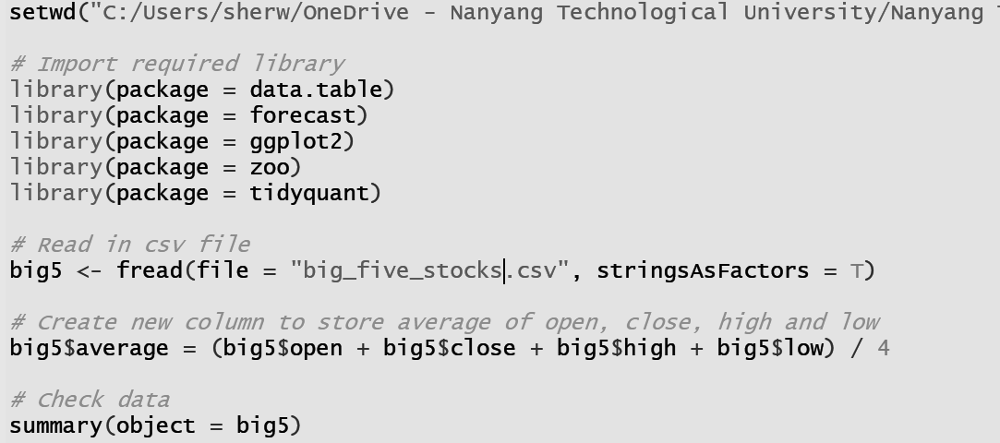 setwd("C:/Users/sherw/OneDrive - Nanyang Technological University/Nanyang
# Import required library
library(package = data.table)
library(package = forecast)
library(package = ggplot2)
library(package = zoo)
library(package = tidyquant)
# Read in csv file
big5 <- fread(file = "big_five_stocks.csv", stringsAsFactors = T)
# Create new column to store average of open, close, high and low
big5$average = (big5$open + big5$close + big5$high + big5$low) / 4
# Check data
summary(object = big5)